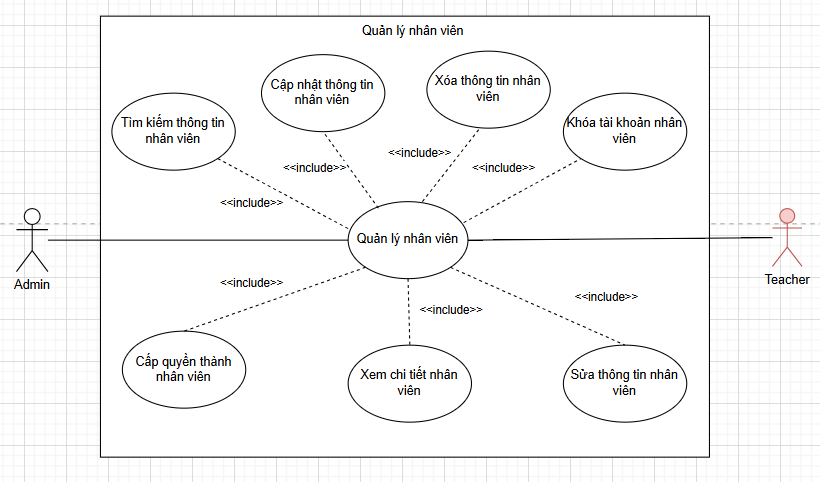 Quản lý nhân viên
Cập nhật thông tin
nhân viên
Xóa thông tin nhân
viên
Tìm kiếm thông tin
nhân viên
Khóa tài khoản nhân
viên
<<include>>
<<include>>
<<include>>
<<include>>
Quản lý nhân viên
Admin
Teacher
<<include>>
<<include>>
<<include>>
Cấp quyền thành
nhân viên
Xem chi tiết nhân
viên
Sửa thông tin nhân
viên